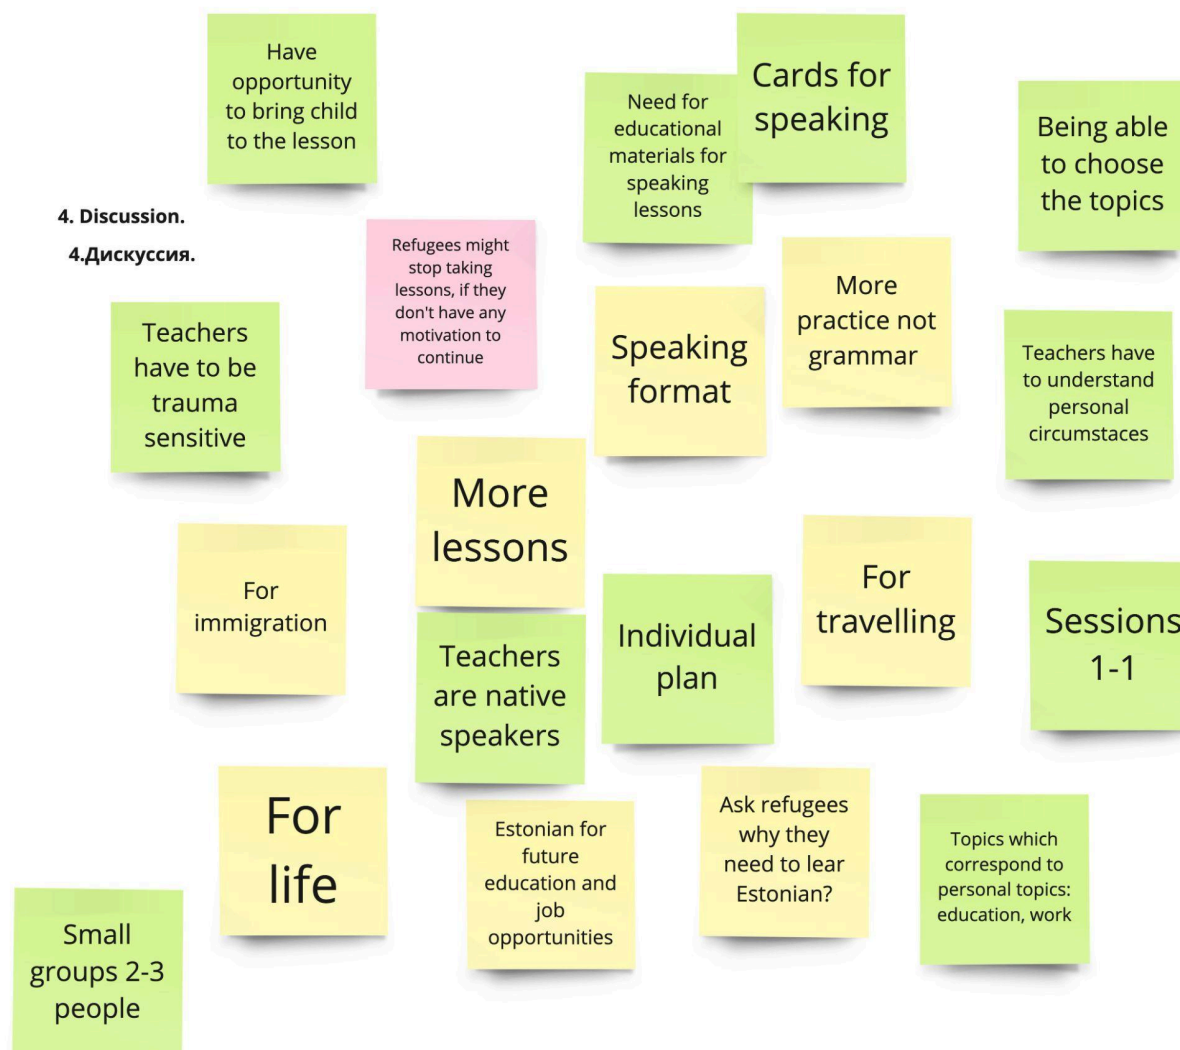 Have
opportunity
to bring child
to the lesson
Need for
educational
materials for
speaking
lessons
Cards for
speaking
Being able
to choose
the topics
4. Discussion.
4.Дискуссия.
Refugees might
stop taking
lessons, if they
don't have any
motivation to
continue
Speaking
format
More
practice not
grammar
Teachers
have to be
trauma
sensitive
Teachers have
to understand
personal
circumstaces
More
lessons
For
immigration
Teachers
are native
speakers
Individual
plan
For
travelling
Sessions
1-1
For
life
Estonian for
future
education and
job
opportunities
Ask refugees
why they
need to lear
Estonian?
Topics which
correspond to
personal topics:
education, work
Small
groups 2-3
people